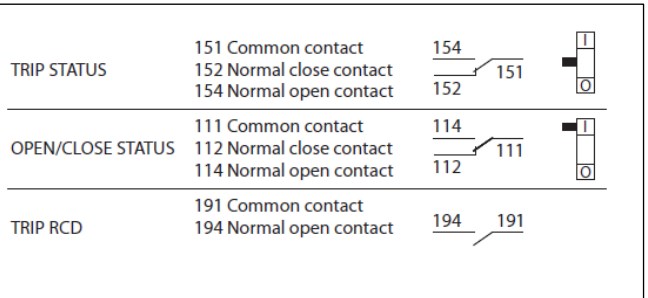 151 Common contact
TRIP STATUS
152 Normal close contact
154 Normal open contact
154
151
152
I
O
111 Common contact
OPEN/CLOSE STATUS
112 Normal close contact
114 Normal open contact
114
111
112
I
O
191 Common contact
TRIP RCD
194 Normal open contact
194 191